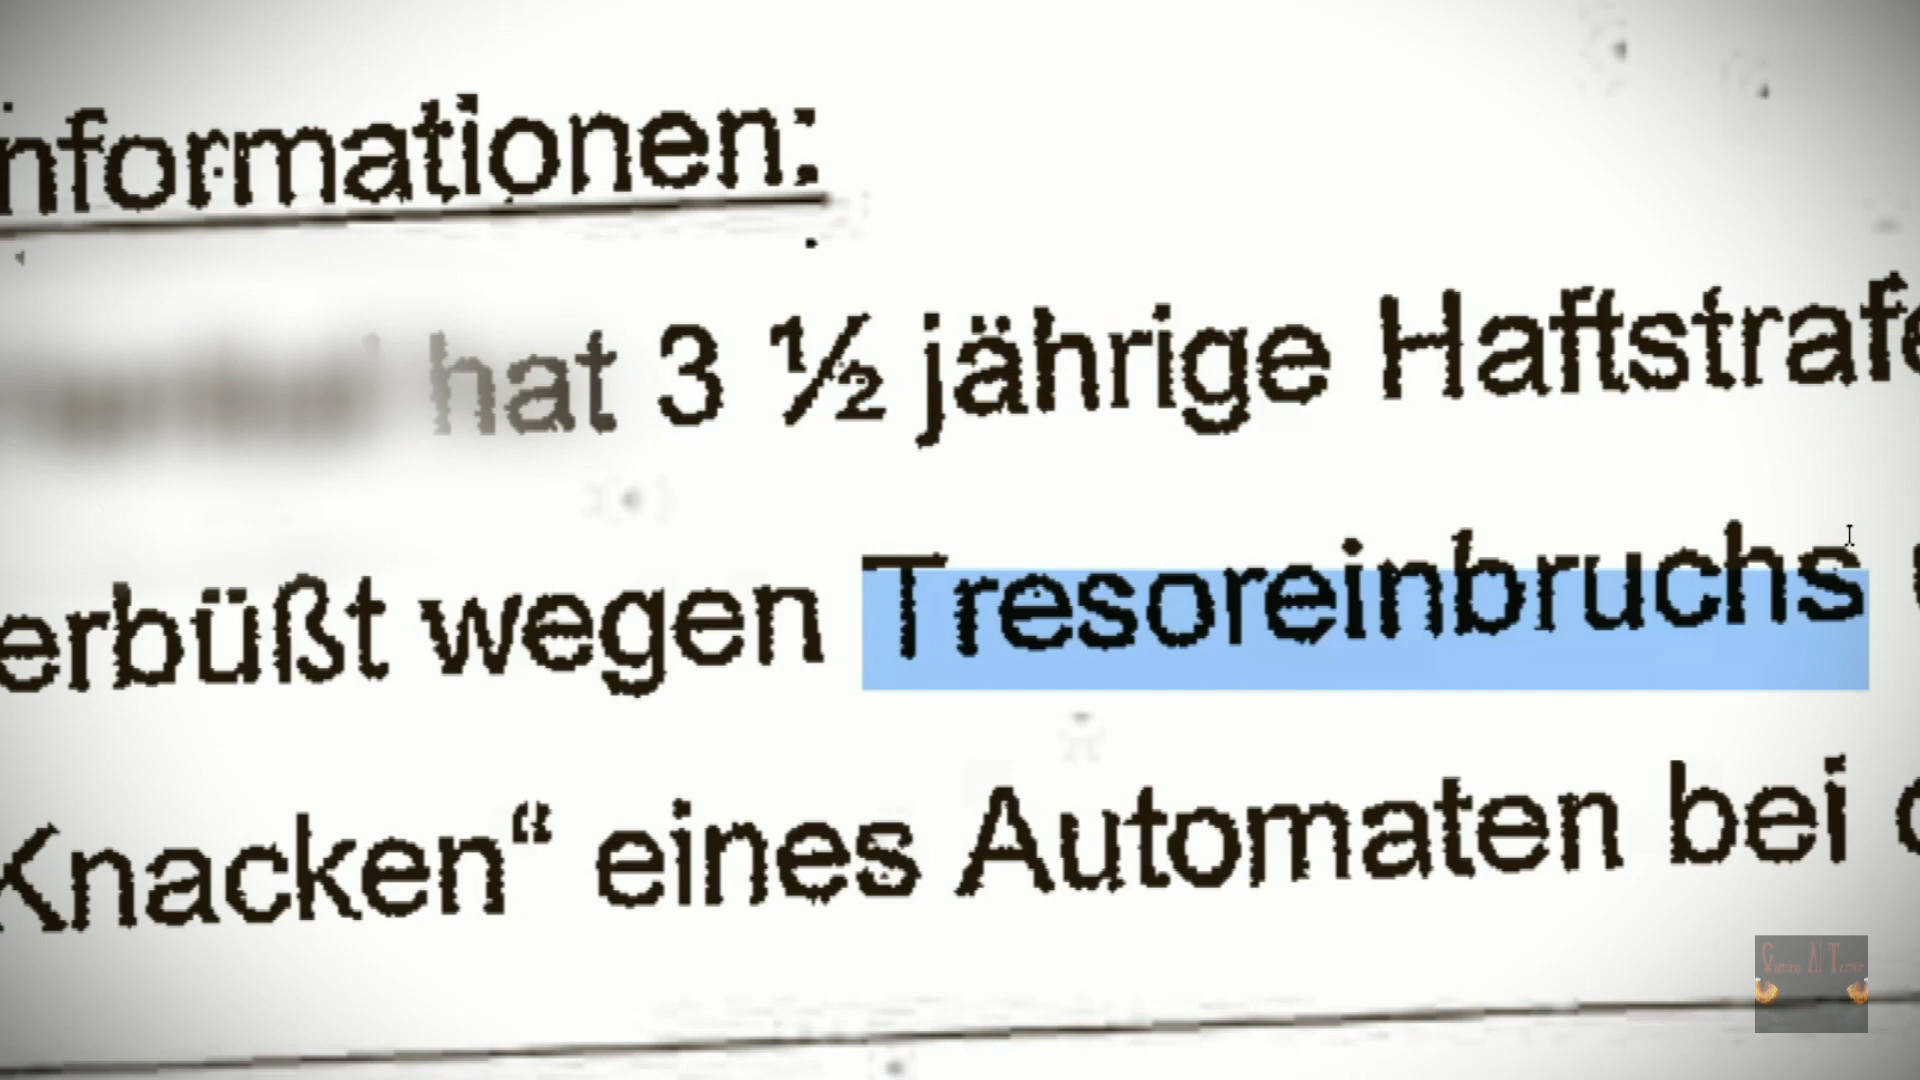 nformationen:
hat 3 ½ jährige Haftstrafe
erbüßt wegen Tresoreinbruchs
Knacken“ eines Automaten bei